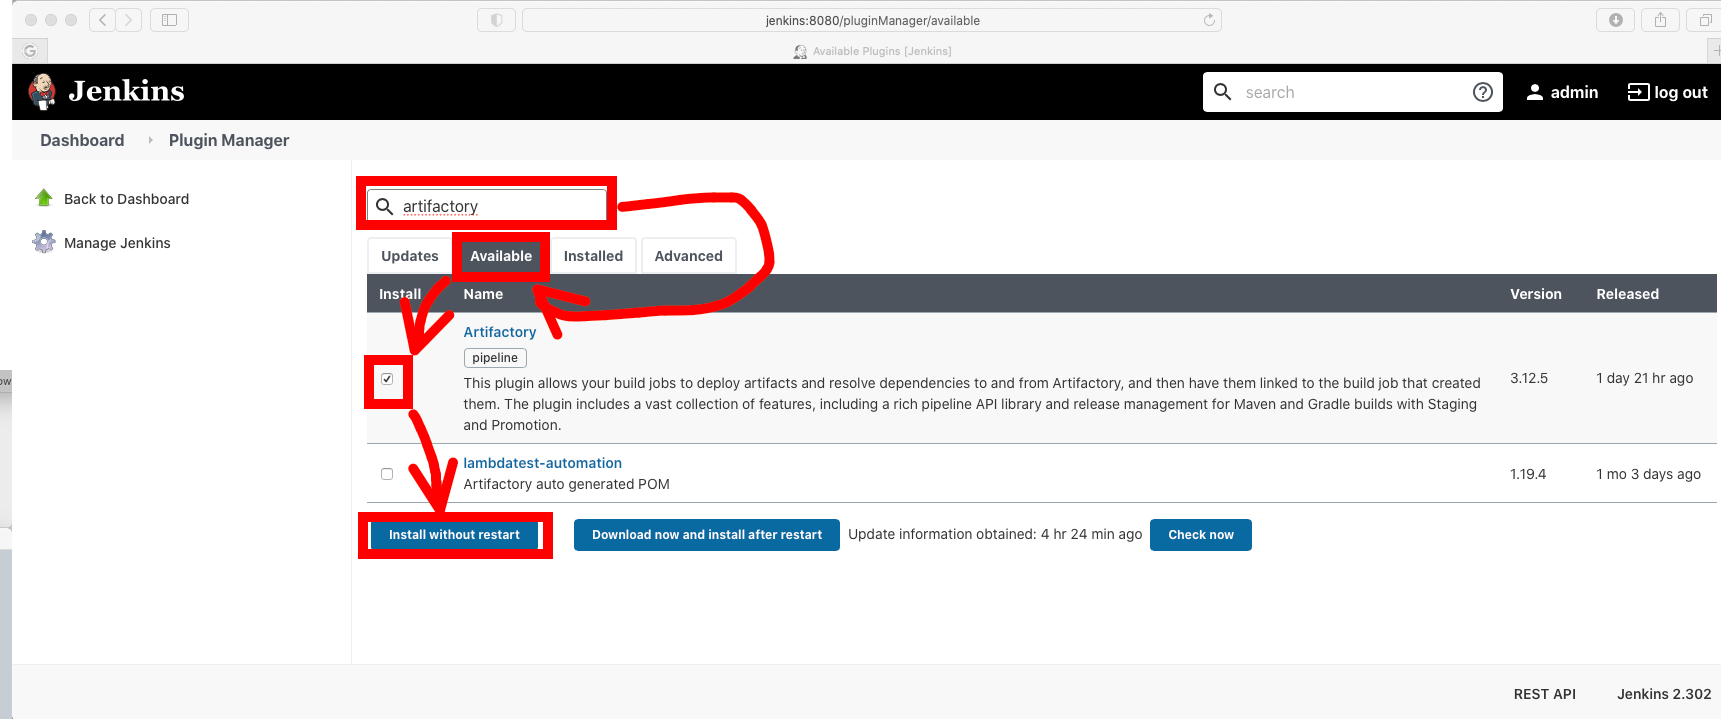 jenkins:8080/pluginManager/available
G
Available Plugins [Jenkins]
Jenkins
search
admin
log out
Dashboard
Plugin Manager
Back to Dashboard
Manage Jenkins
artifactory
Updates
Available
Installed
Advanced
Install
Name
Version
Released
Artifactory
pipeline
This plugin allows your build jobs to deploy artifacts and resolve dependencies to and from Artifactory, and then have them linked to the build job that created
them. The plugin includes a vast collection of features, including a rich pipeline API library and release management for Maven and Gradle builds with Staging
and Promotion.
3.12.5
1 day 21 hr ago
lambdatest-automation
Artifactory auto generated POM
1.19.4
1 mo 3 days ago
Install without restart
Download now and install after restart
Update information obtained: 4 hr 24 min ago
Check now
REST API
Jenkins 2.302